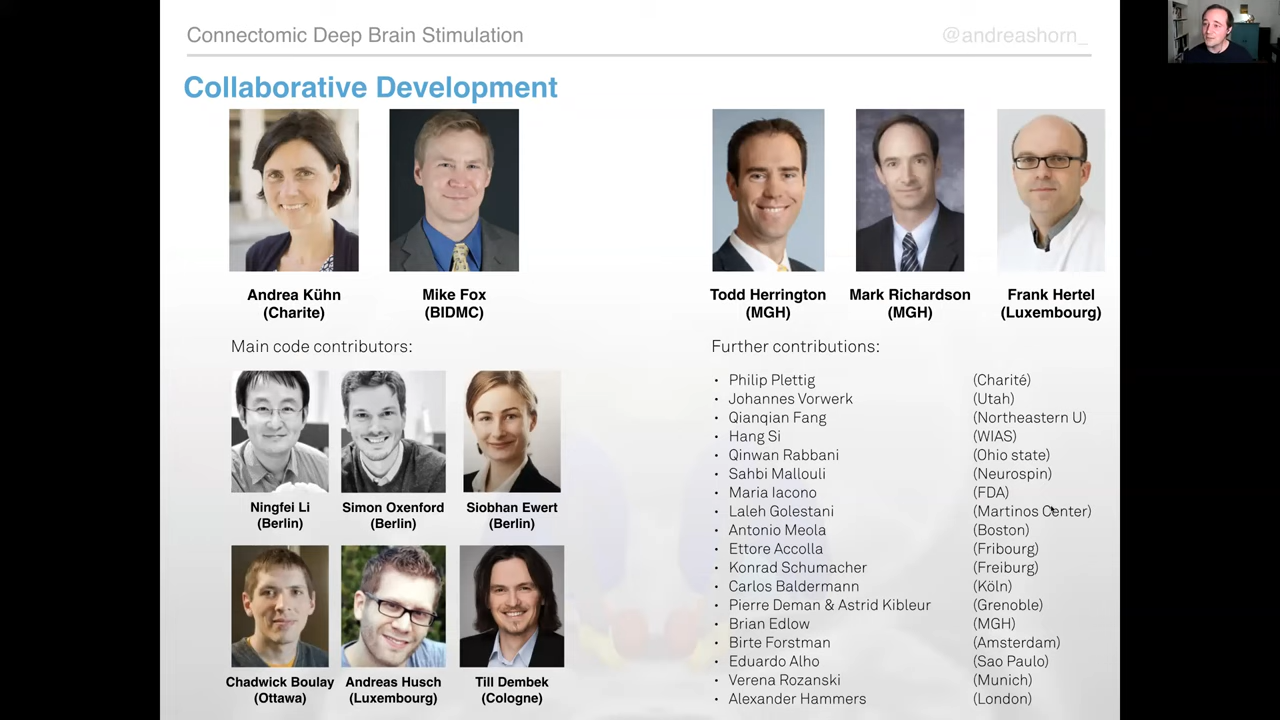 Connectomic Deep Brain Stimulation
@andreashorn_
Collaborative Development
Andrea Kühn
(Charite)
Mike Fox
(BIDMC)
Todd Herrington
(MGH)
Mark Richardson
(MGH)
Frank Hertel
(Luxembourg)
Main code contributors:
Ningfei Li
(Berlin)
Simon Oxenford
(Berlin)
Siobhan Ewert
(Berlin)
Chadwick Boulay
(Ottawa)
Andreas Husch
(Luxembourg)
Till Dembek
(Cologne)
Further contributions:
• Philip Plettig (Charité)
• Johannes Vorwerk (Utah)
• Qianqian Fang (Northeastern U)
• Hang Si (WIAS)
• Qinwan Rabbani (Ohio state)
• Sahbi Mallouli (Neurospin)
• Maria Iacono (FDA)
• Laleh Golestani (Martinos Center)
• Antonio Meola (Boston)
• Ettore Accolla (Fribourg)
• Konrad Schumacher (Freiburg)
• Carlos Baldermann (Köln)
• Pierre Deman & Astrid Kibleur (Grenoble)
• Brian Edlow (MGH)
• Birte Forstman (Amsterdam)
• Eduardo Alho (Sao Paulo)
• Verena Rozanski (Munich)
• Alexander Hammers (London)